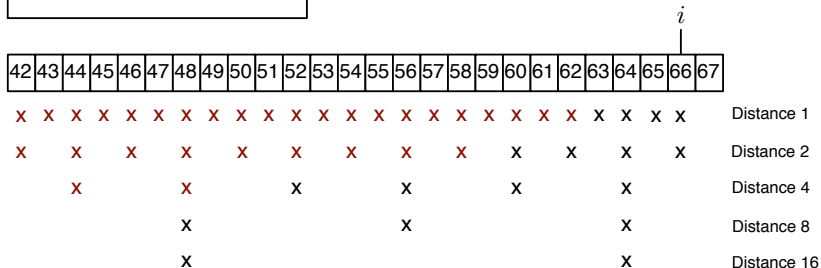 i
42 43 44 45 46 47 48 49 50 51 52 53 54 55 56 57 58 59 60 61 62 63 64 65 66 67
x x x x x x x x x x x x x x x x x x x x x x x x x Distance 1
x x x x x x x x x x x x x Distance 2
x x x x x x Distance 4
x x x Distance 8
x x Distance 16